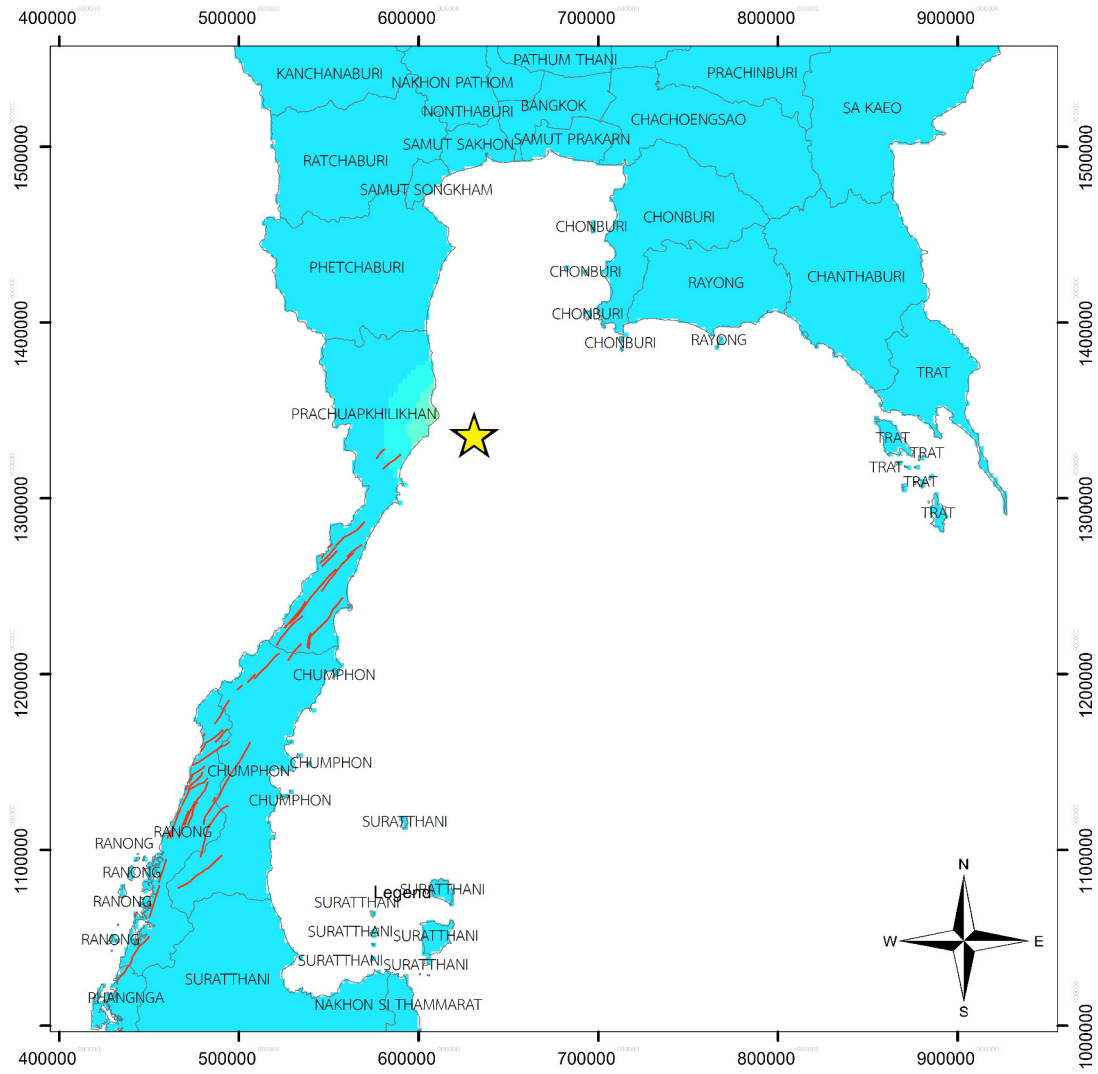 400000 500000 600000 700000 800000 900000
PATHUM THANI
KANCHANABURI
PRACHINBURI
NAKHON PATHOM
BANGKOK
SA KAEO
NONTHABURI
CHACHOENGSAO
SAMUT PRAKARN
SAMUT SAKHON
1500000
1500000
RATCHABURI
SAMUT SONGKHAM
CHONBURI
CHONBURI
PHETCHABURI
CHONBURI
CHANTHABURI
RAYONG
CHONBURI
1400000
1400000
CHONBURI
RAYONG
TRAT
PRACHUAPKHILIKHAN
TRAT
TRAT
TRAT
TRAT
1300000
1300000
TRAT
1200000
1200000
CHUMPHON
CHUMPHON
CHUMPHON
CHUMPHON
SURATTHANI
RANONG
RANONG
1100000
1100000
RANONG
Legend
SURATTHANI
RANONG
SURATTHANI
SURATTHANI
SURATTHANI
RANONG
SURATTHANI
SURATTHANI
SURATTHANI
PHANGNGA
NAKHON SI THAMMARAT
1000000
1000000
N
W
E
S
400000 500000 600000 700000 800000 900000